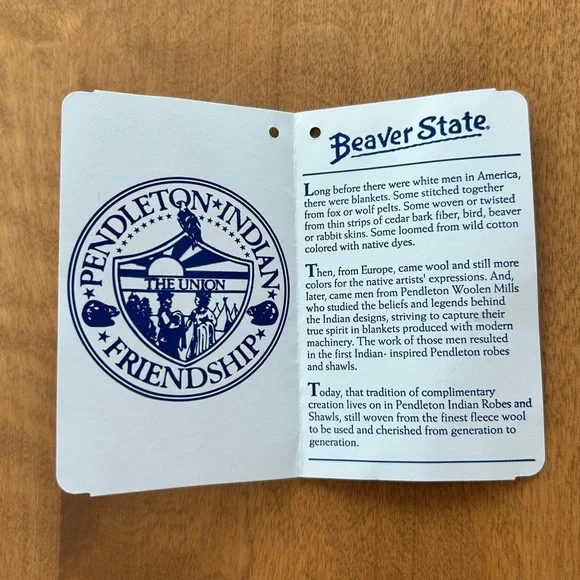 PENDLETON★INDIAN
THE UNION
★FRIENDSHIP★
Beaver State®
Long before there were white men in America,
there were blankets. Some stitched together
from fox or wolf pelts. Some woven or twisted
from thin strips of cedar bark fiber, bird, beaver
or rabbit skins. Some loomed from wild cotton
colored with native dyes.
Then, from Europe, came wool and still more
colors for the native artists' expressions. And,
later, came men from Pendleton Woolen Mills
who studied the beliefs and legends behind
the Indian designs, striving to capture their
true spirit in blankets produced with modern
machinery. The work of those men resulted
in the first Indian- inspired Pendleton robes
and shawls.
Today, that tradition of complimentary
creation lives on in Pendleton Indian Robes and
Shawls, still woven from the finest fleece wool
to be used and cherished from generation to
generation.